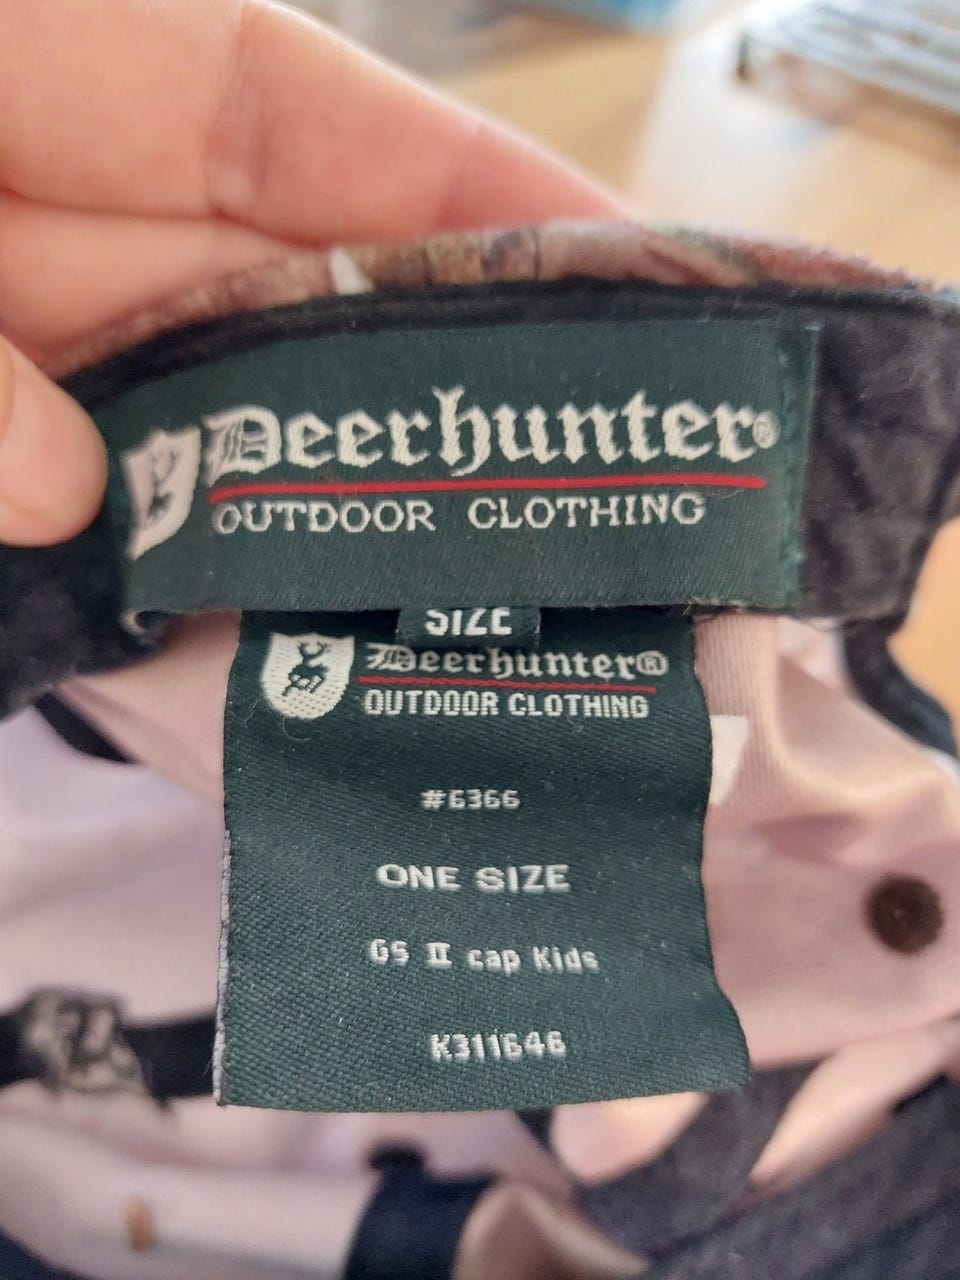 Deerhunter®
OUTDOOR CLOTHING
SIZE
Deerhunter®
OUTDOOR CLOTHING
#6366
ONE SIZE
GS II cap Kids
K311646